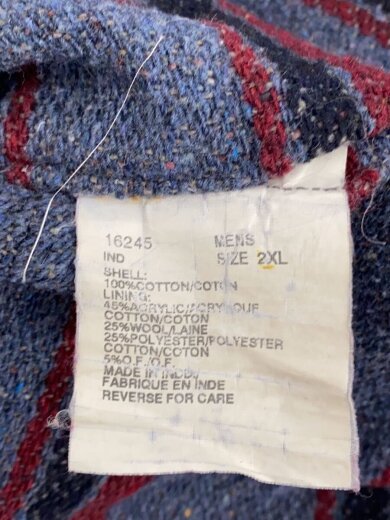 16245 MENS
IND SIZE 2XL
SHELL:
100%COTTON/COTON
LINING:
45%ACRYLIC/ACRYLIQUE
COTTON/COTON
25%WOOL/LAINE
25%POLYESTER/POLYESTER
COTTON/COTON
5%O.F./O.F.
MADE IN INDIA
FABRIQUE EN INDE
REVERSE FOR CARE